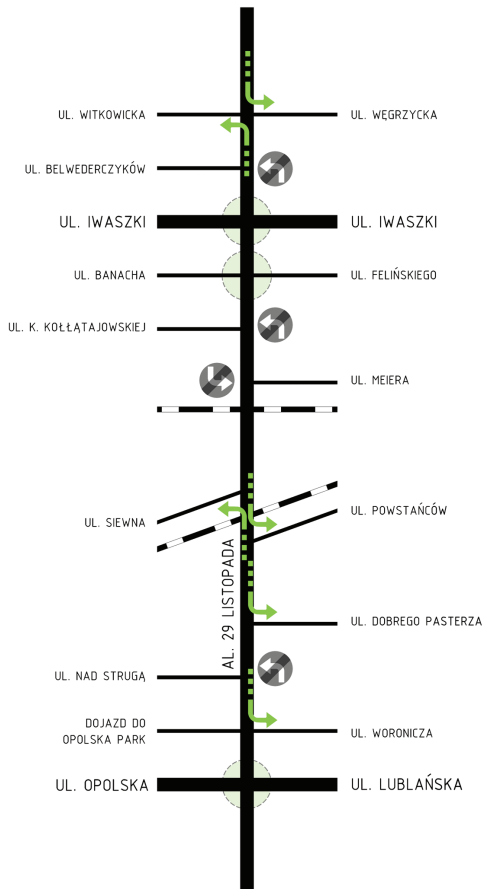 UL. WITKOWICKA
UL. WĘGRZYCKA
UL. BELWEDERCZYKÓW
UL. IWASZKI
UL. IWASZKI
UL. BANACHA
UL. FELIŃSKIEGO
UL. K. KOŁŁĄTAJOWSKIEJ
UL. MEIERA
UL. SIEWNA
UL. POWSTAŃCÓW
AL. 29 LISTOPADA
UL. DOBREGO PASTERZA
UL. NAD STRUGĄ
DOJAZD DO
OPOLSKA PARK
UL. WORONICZA
UL. OPOLSKA
UL. LUBLAŃSKA